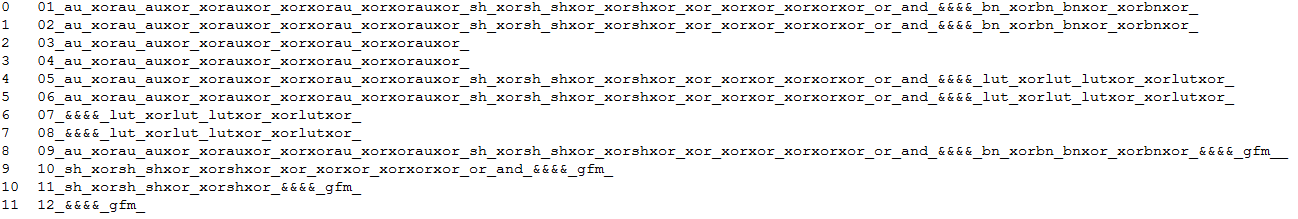 0 01_au_xorau_auxor_xorauxor_xorxorau_xorxorauxor_sh_xorsh_shxor_xorshxor_xor_xorxor_xorxorxor_or_and_&&&&_bn_xorbn_bnxor_xorbnxor_
1 02_au_xorau_auxor_xorauxor_xorxorau_xorxorauxor_sh_xorsh_shxor_xorshxor_xor_xorxor_xorxorxor_or_and_&&&&_bn_xorbn_bnxor_xorbnxor_
2 03_au_xorau_auxor_xorauxor_xorxorau_xorxorauxor_
3 04_au_xorau_auxor_xorauxor_xorxorau_xorxorauxor_
4 05_au_xorau_auxor_xorauxor_xorxorau_xorxorauxor_sh_xorsh_shxor_xorshxor_xor_xorxor_xorxorxor_or_and_&&&&_lut_xorlut_lutxor_xorlutxor_
5 06_au_xorau_auxor_xorauxor_xorxorau_xorxorauxor_sh_xorsh_shxor_xorshxor_xor_xorxor_xorxorxor_or_and_&&&&_lut_xorlut_lutxor_xorlutxor_
6 07_&&&&_lut_xorlut_lutxor_xorlutxor_
7 08_&&&&_lut_xorlut_lutxor_xorlutxor_
8 09_au_xorau_auxor_xorauxor_xorxorau_xorxorauxor_sh_xorsh_shxor_xorshxor_xor_xorxor_xorxorxor_or_and_&&&&_bn_xorbn_bnxor_xorbnxor_&&&&_gfm__
9 10_sh_xorsh_shxor_xorshxor_xor_xorxor_xorxorxor_or_and_&&&&_gfm_
10 11_sh_xorsh_shxor_xorshxor_&&&&_gfm_
11 12_&&&&_gfm_